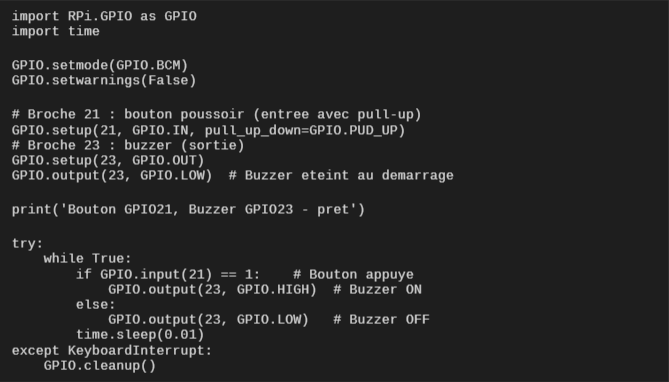 import RPi.GPIO as GPIO
import time

GPIO.setmode(GPIO.BCM)
GPIO.setwarnings(False)

# Broche 21 : bouton poussoir (entree avec pull-up)
GPIO.setup(21, GPIO.IN, pull_up_down=GPIO.PUD_UP)
# Broche 23 : buzzer (sortie)
GPIO.setup(23, GPIO.OUT)
GPIO.output(23, GPIO.LOW)  # Buzzer eteint au demarrage

print('Bouton GPIO21, Buzzer GPIO23 - pret')

try:
    while True:
        if GPIO.input(21) == 1:    # Bouton appuye
            GPIO.output(23, GPIO.HIGH)  # Buzzer ON
        else:
            GPIO.output(23, GPIO.LOW)   # Buzzer OFF
        time.sleep(0.01)
except KeyboardInterrupt:
    GPIO.cleanup()